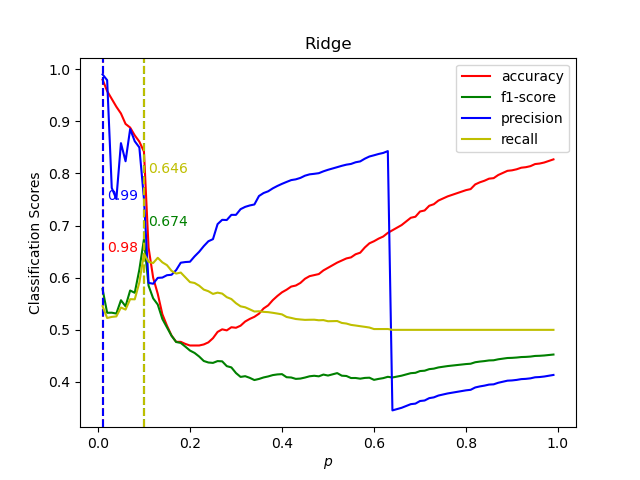 Ridge
accuracy
f1-score
precision
recall
0.646
0.99
0.674
0.98
Classification Scores
1.0
0.9
0.8
0.7
0.6
0.5
0.4
0.0 0.2 0.4 0.6 0.8 1.0
p